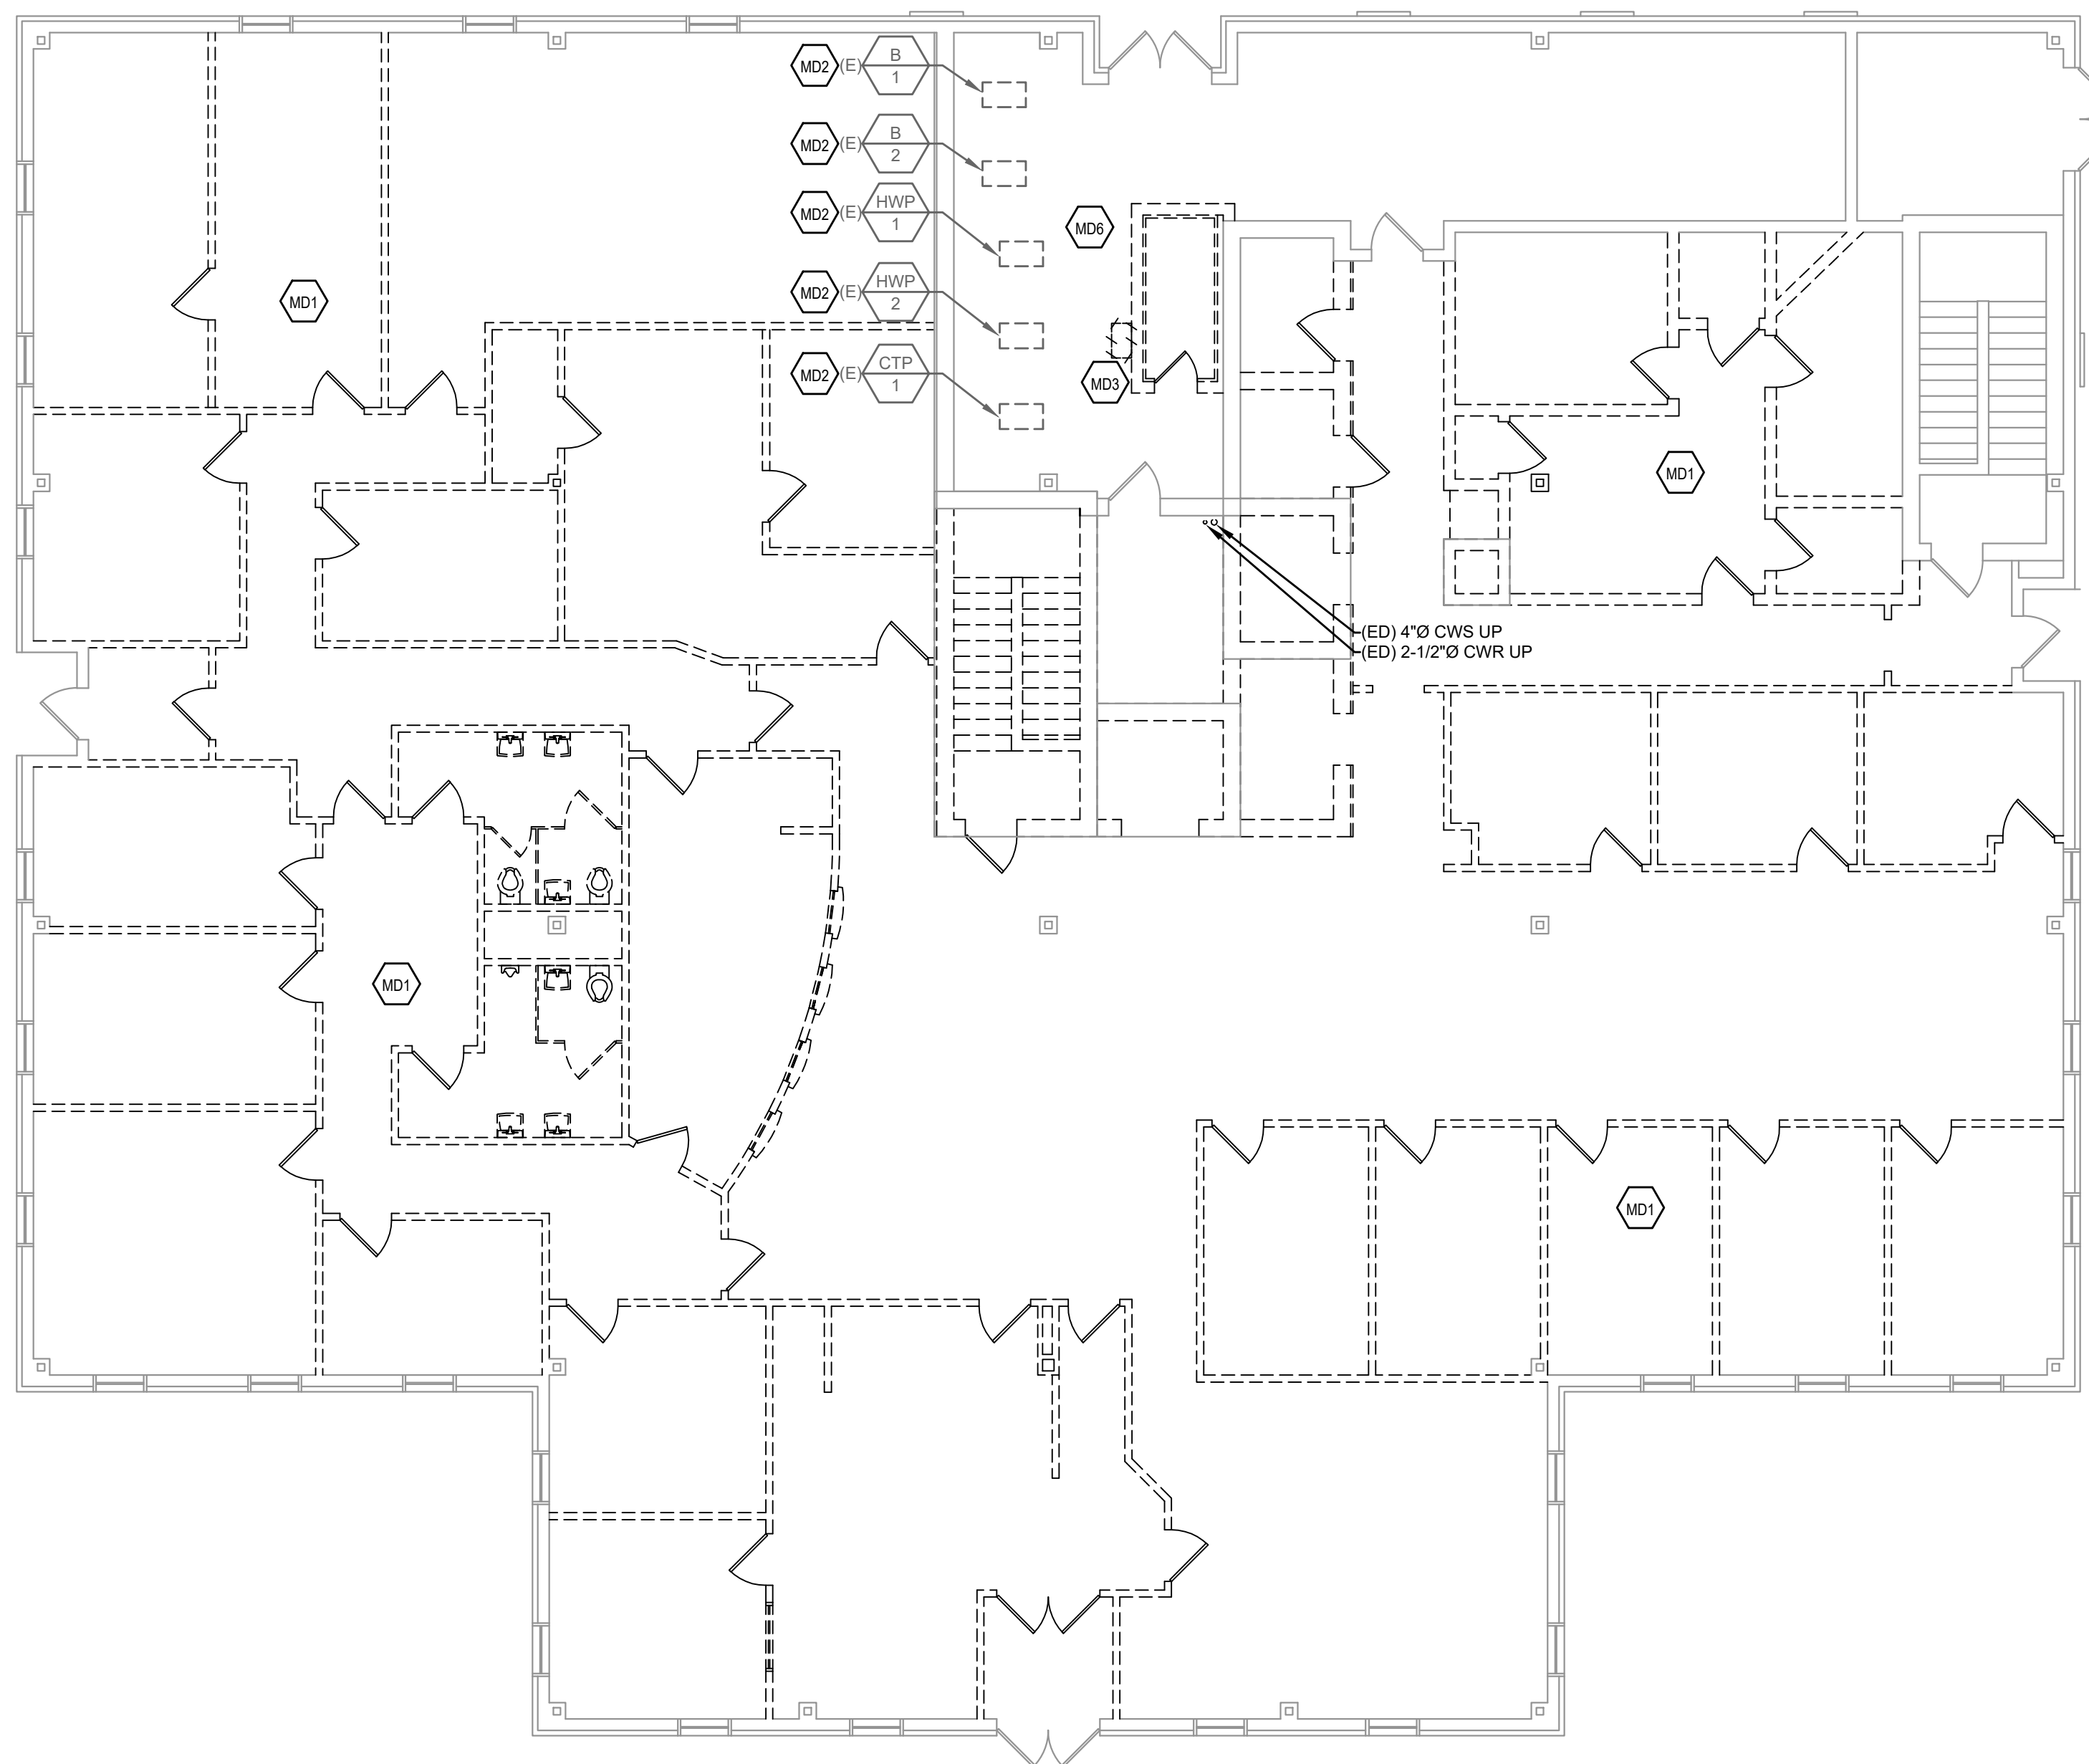 MD2 (E) B
1
MD2 (E) B
2
MD2 (E) HWP
1
MD6
MD2 (E) HWP
2
MD1
MD2 (E) CTP
1
MD3
MD1
(ED) 4"Ø CWS UP
(ED) 2-1/2"Ø CWR UP
MD1
MD1